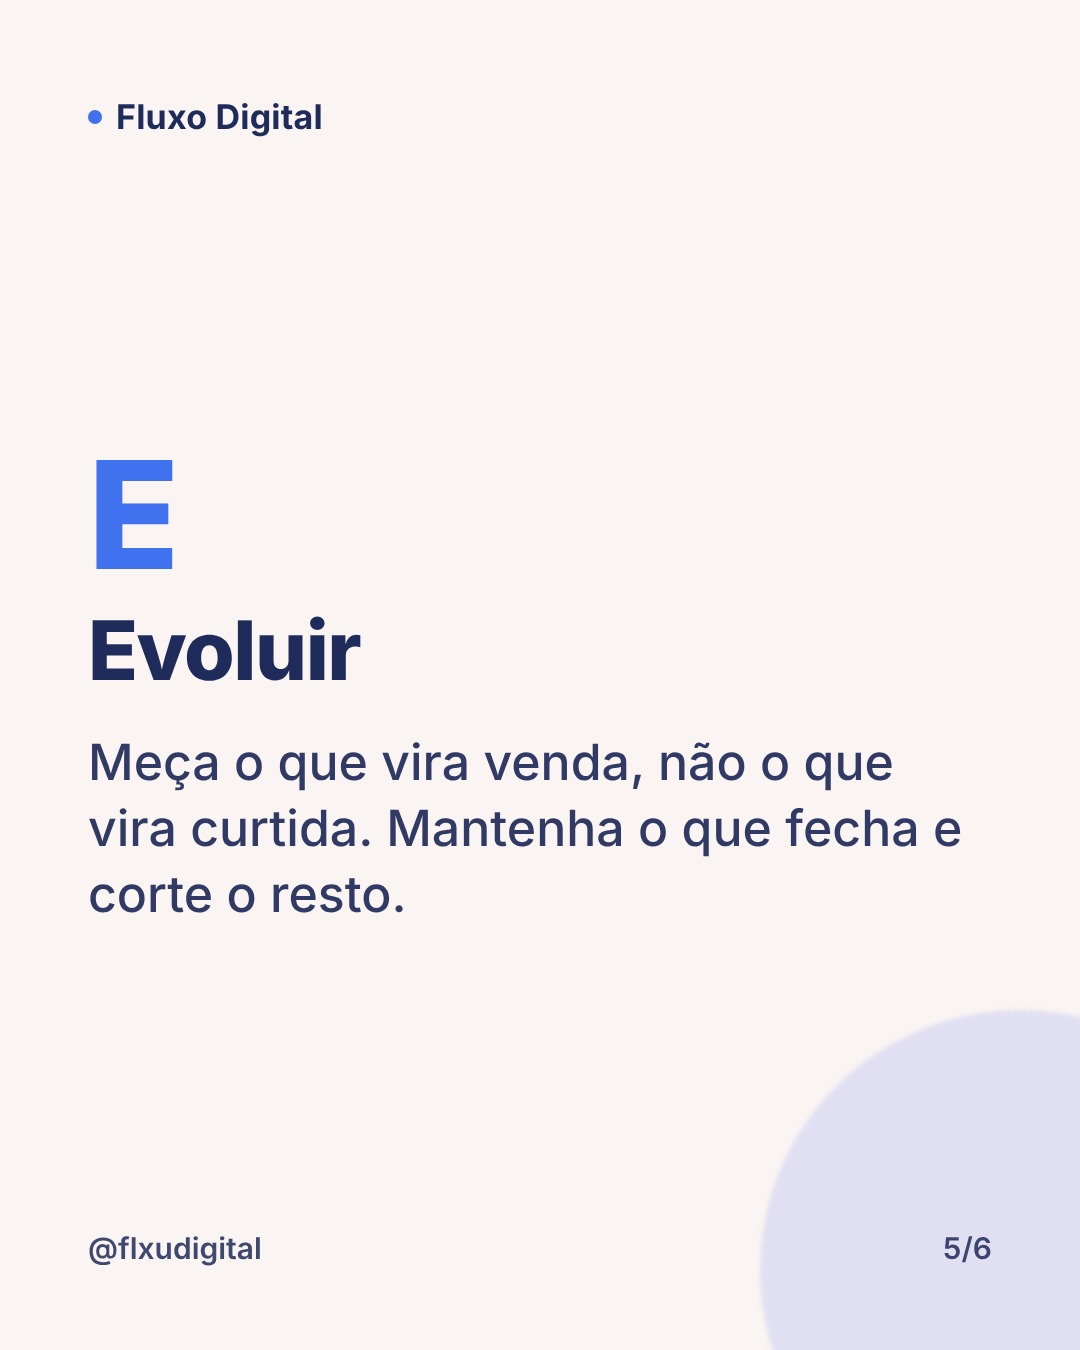 Fluxo Digital
E
Evoluir
Meça o que vira venda, não o que
vira curtida. Mantenha o que fecha e
corte o resto.
@flxudigital
5/6